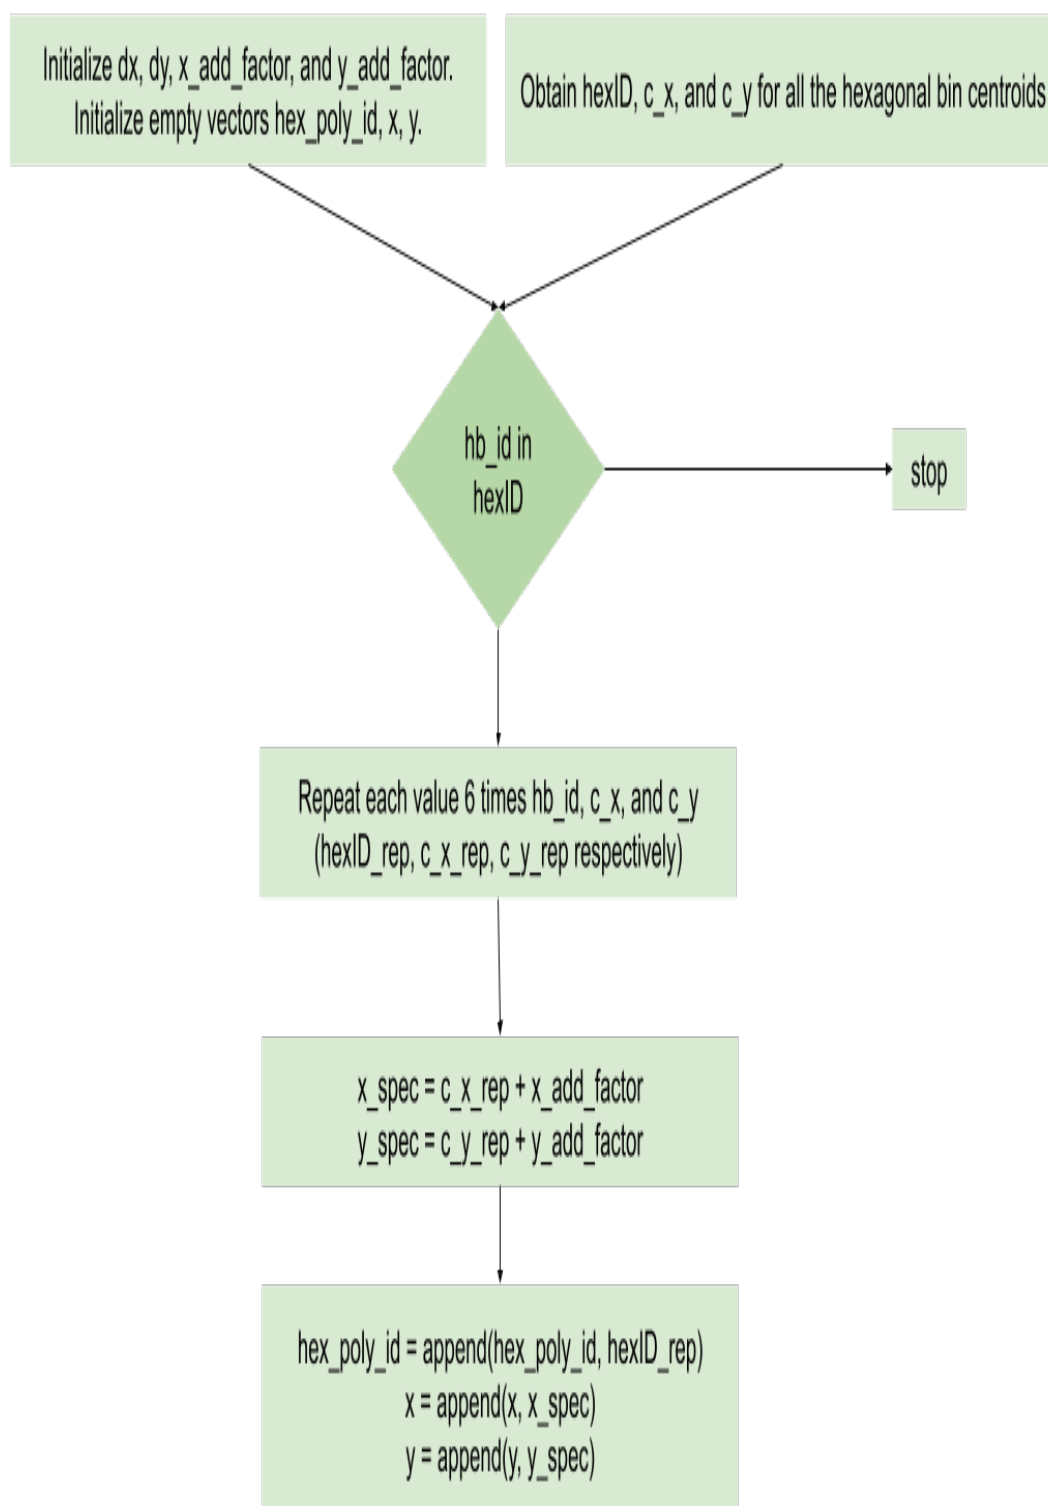 Initialize dx, dy, x_add_factor, and y_add_factor.
Initialize empty vectors hex_poly_id, x, y.
Obtain hexID, c_x, and c_y for all the hexagonal bin centroids
hb_id in
hexID
stop
Repeat each value 6 times hb_id, c_x, and c_y
(hexID_rep, c_x_rep, c_y_rep respectively)
x_spec = c_x_rep + x_add_factor
y_spec = c_y_rep + y_add_factor
hex_poly_id = append(hex_poly_id, hexID_rep)
x = append(x, x_spec)
y = append(y, y_spec)